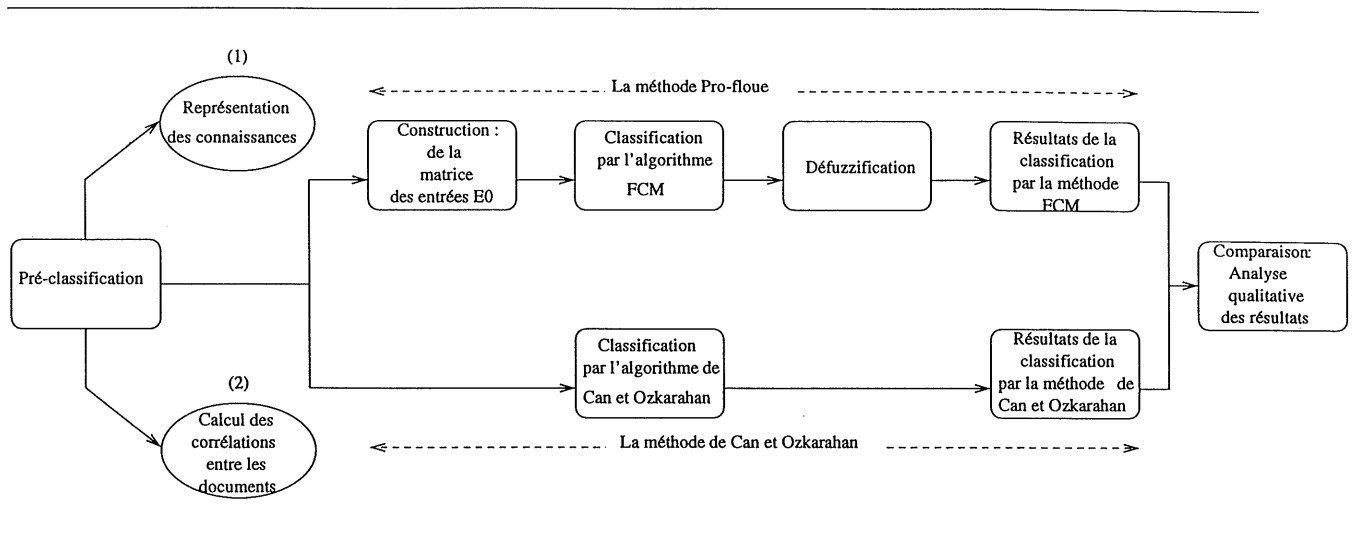 (1)
Représentation
des connaissances
La méthode Pro-floue
Construction :
de la
matrice
des entrées E0
Classification
par l'algorithme
FCM
Défuzzification
Résultats de la
classification
par la méthode
FCM
Pré-classification
Comparaison:
Analyse
qualitative
des résultats
(2)
Calcul des
corrélations
entre les
documents
Classification
par l'algorithme de
Can et Ozkarahan
Résultats de la
classification
par la méthode de
Can et Ozkarahan
La méthode de Can et Ozkarahan